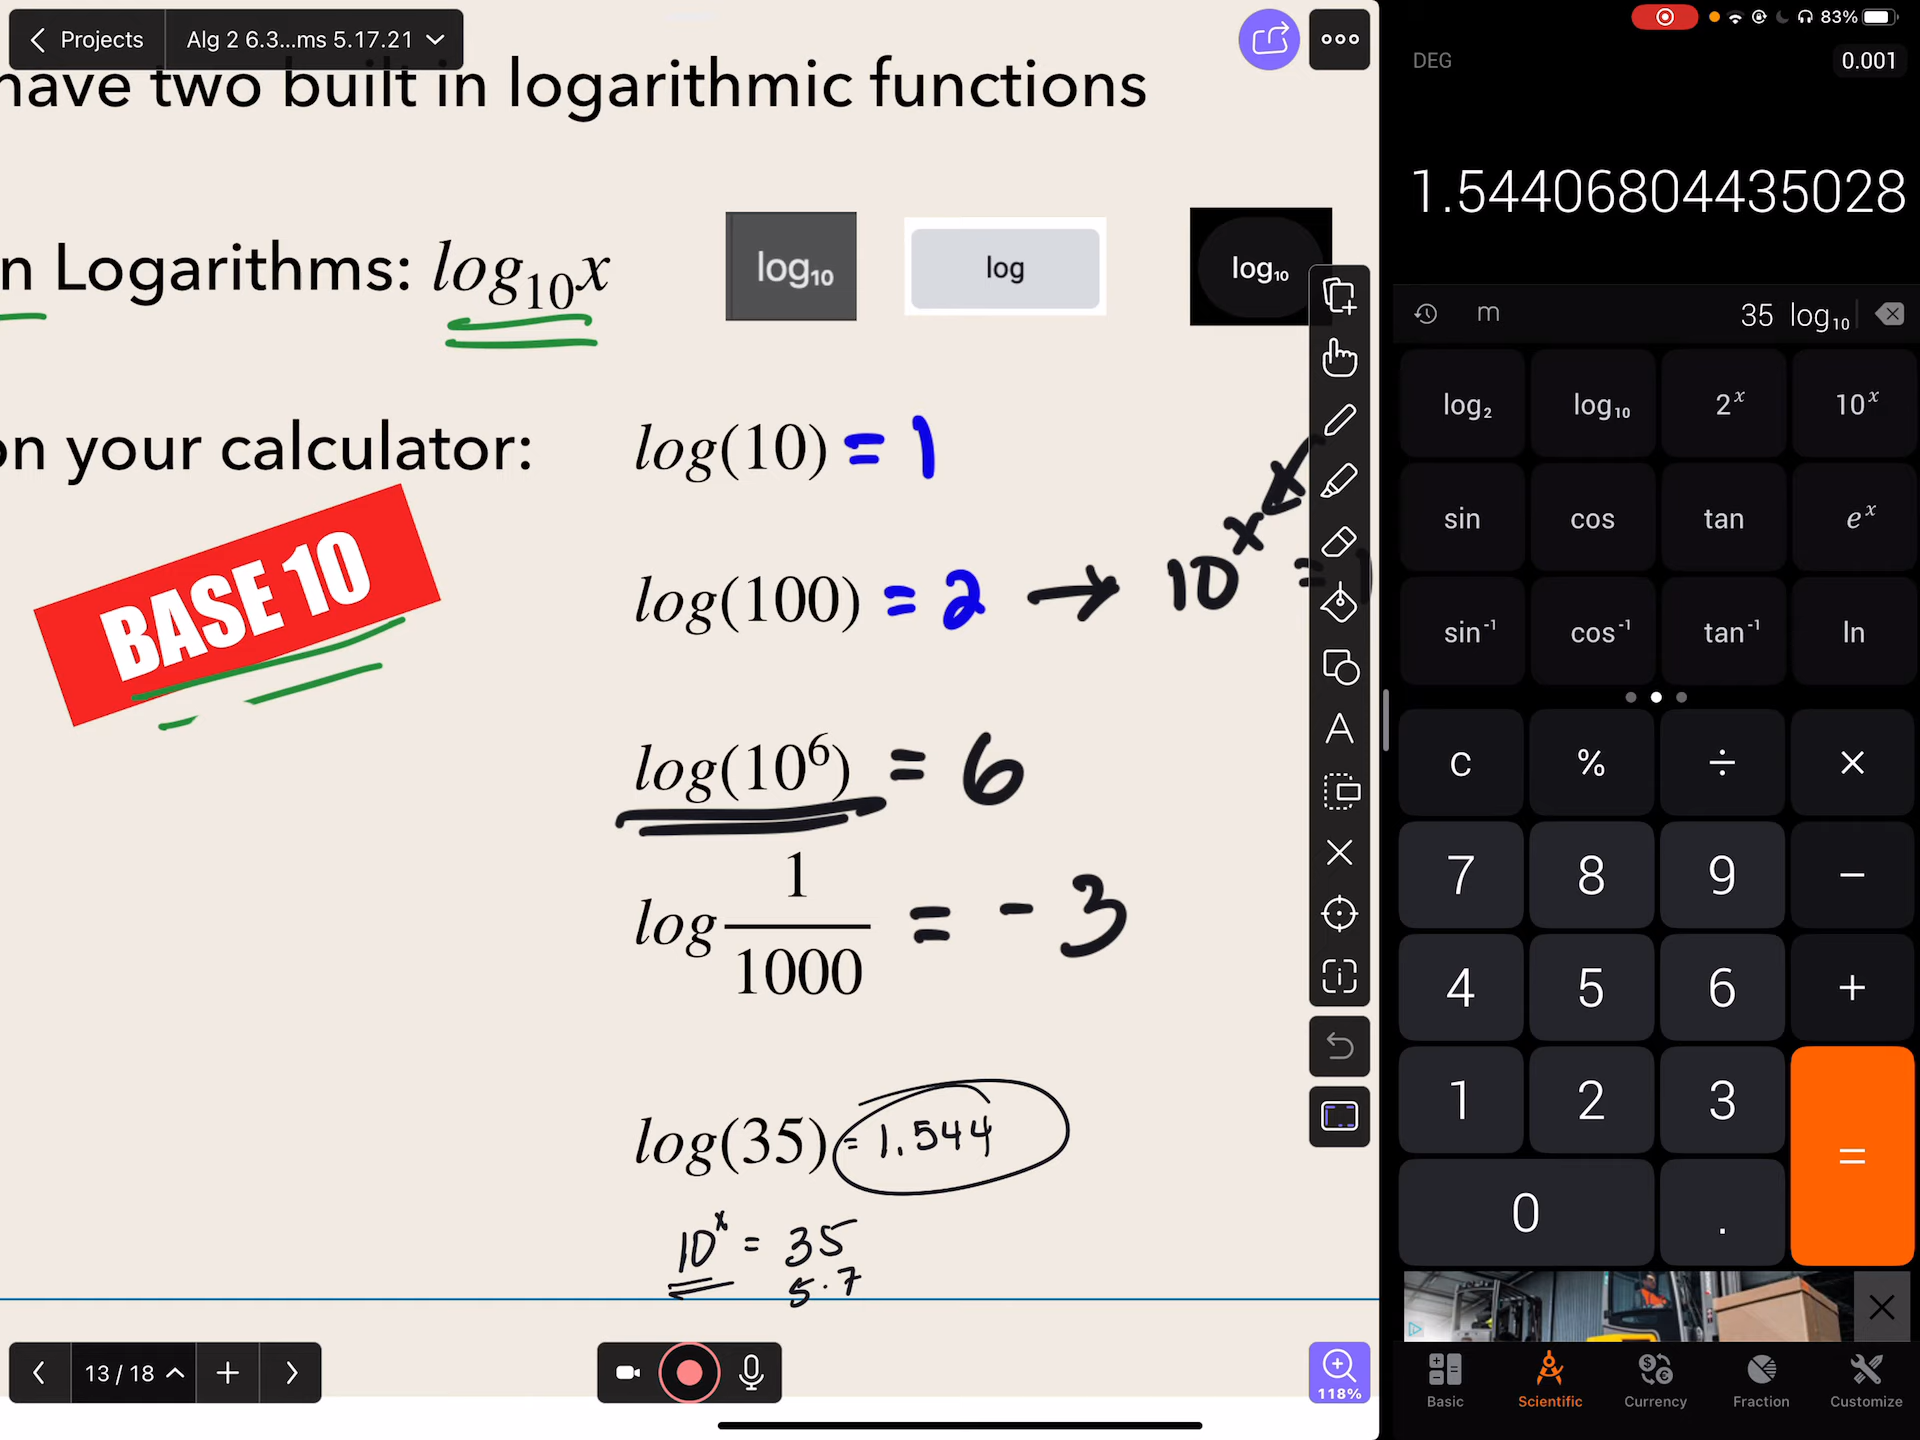 Projects
Alg 2 6.3...ms 5.17.21
have two built in logarithmic functions
n Logarithms: log₁₀x
log₁₀
log
log₁₀
on your calculator:
BASE 10
log(10) = 1
log(100) = 2 → 10ˣ = 1
log(10⁶) = 6
log 1/1000 = - 3
log(35) = 1.544
10ˣ = 35
5 · 7
13 / 18
118%
83%
DEG
0.001
1.54406804435028
m
35 log₁₀
log₂ log₁₀ 2ˣ 10ˣ
sin cos tan eˣ
sin⁻¹ cos⁻¹ tan⁻¹ ln
c % ÷ ×
7 8 9 −
4 5 6 +
1 2 3 =
0 .
Basic Scientific Currency Fraction Customize